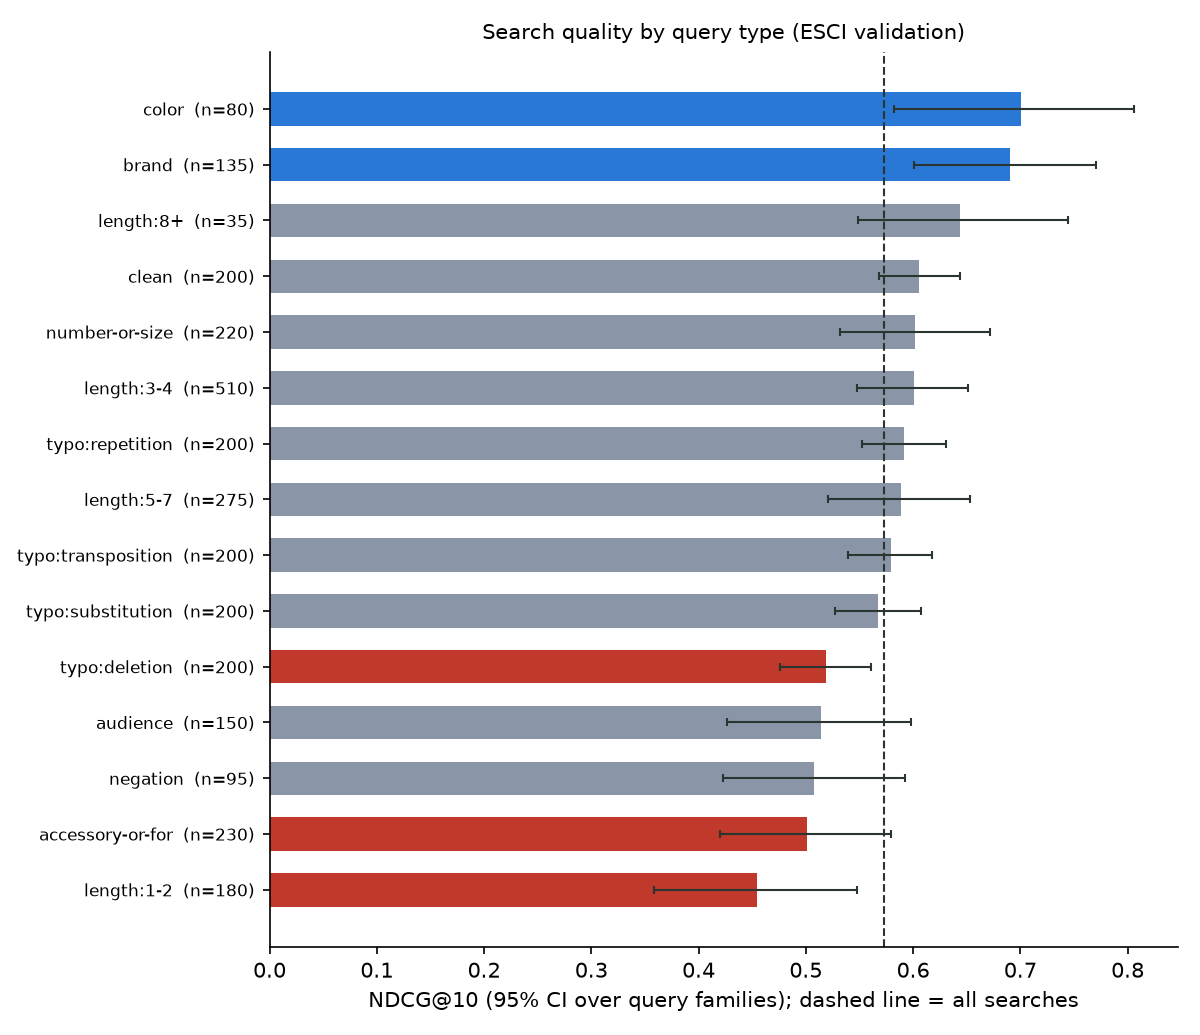 Search quality by query type (ESCI validation)
color (n=80)
brand (n=135)
length:8+ (n=35)
clean (n=200)
number-or-size (n=220)
length:3-4 (n=510)
typo:repetition (n=200)
length:5-7 (n=275)
typo:transposition (n=200)
typo:substitution (n=200)
typo:deletion (n=200)
audience (n=150)
negation (n=95)
accessory-or-for (n=230)
length:1-2 (n=180)
0.0 0.1 0.2 0.3 0.4 0.5 0.6 0.7 0.8
NDCG@10 (95% CI over query families); dashed line = all searches